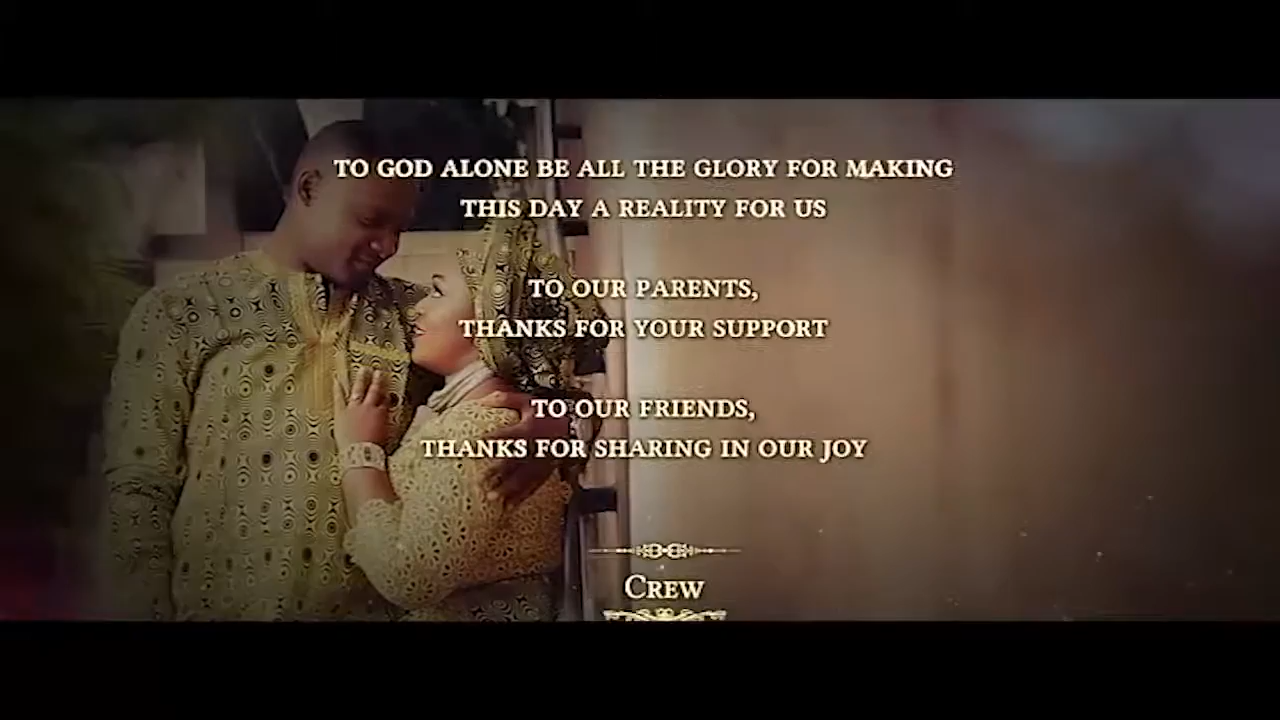 TO GOD ALONE BE ALL THE GLORY FOR MAKING
THIS DAY A REALITY FOR US
TO OUR PARENTS,
THANKS FOR YOUR SUPPORT
TO OUR FRIENDS,
THANKS FOR SHARING IN OUR JOY
CREW